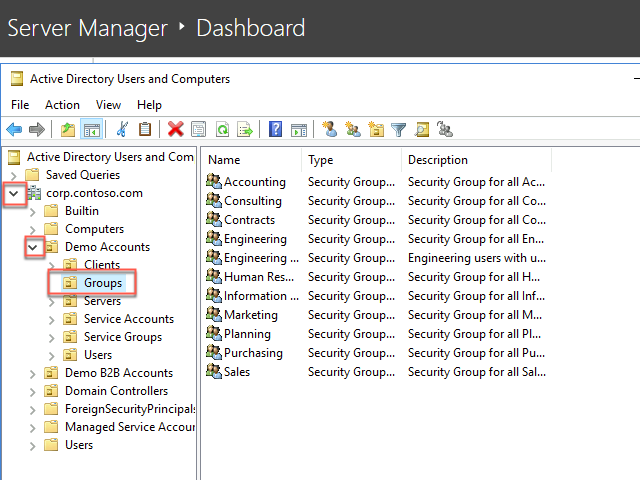 Server Manager ‣ Dashboard
Active Directory Users and Computers
File Action View Help
Active Directory Users and Com
Saved Queries
corp.contoso.com
Builtin
Computers
Demo Accounts
Clients
Groups
Servers
Service Accounts
Service Groups
Users
Demo B2B Accounts
Domain Controllers
ForeignSecurityPrincipals
Managed Service Accour
Users
Name Type Description
Accounting Security Group... Security Group for all Ac...
Consulting Security Group... Security Group for all Co...
Contracts Security Group... Security Group for all Co...
Engineering Security Group... Security Group for all En...
Engineering ... Security Group... Engineering users with u...
Human Res... Security Group... Security Group for all H...
Information ... Security Group... Security Group for all Inf...
Marketing Security Group... Security Group for all M...
Planning Security Group... Security Group for all Pl...
Purchasing Security Group... Security Group for all Pu...
Sales Security Group... Security Group for all Sal...